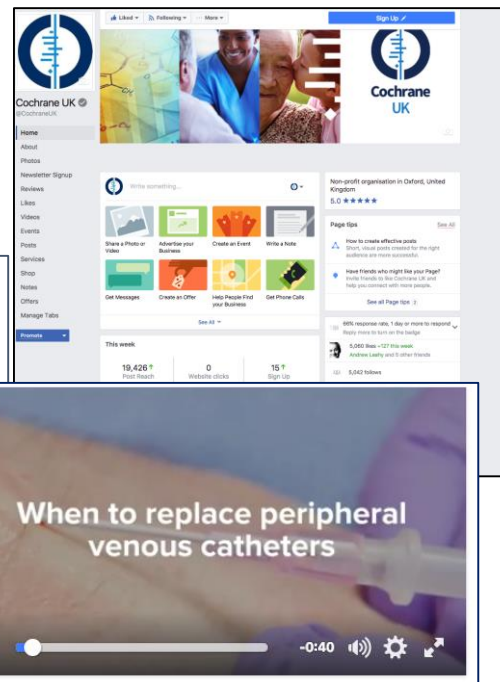 Liked
Following
More
Sign Up
Cochrane
UK
Cochrane UK
@CochraneUK
Home
About
Photos
Newsletter Signup
Reviews
Likes
Videos
Events
Posts
Services
Shop
Notes
Offers
Manage Tabs
Promote
Write something...
Share a Photo or
Video
Advertise your
Business
Create an Event
Write a Note
Get Messages
Create an Offer
Help People Find
your Business
Get Phone Calls
See All
This week
19,426
Post Reach
0
Website clicks
15
Sign Up
Non-profit organisation in Oxford, United
Kingdom
5.0 ★★★★★
Page tips
See All
How to create effective posts
Short, visual posts created for the right
audience are more successful.
Have friends who might like your Page?
Invite friends to like Cochrane UK and
help you connect with more people.
See all Page tips
66% response rate, 1 day or more to respond
Reply more to turn on the badge
5,060 likes +127 this week
Andrew Leahy and 5 other friends
5,042 follows
When to replace peripheral
venous catheters
-0:40